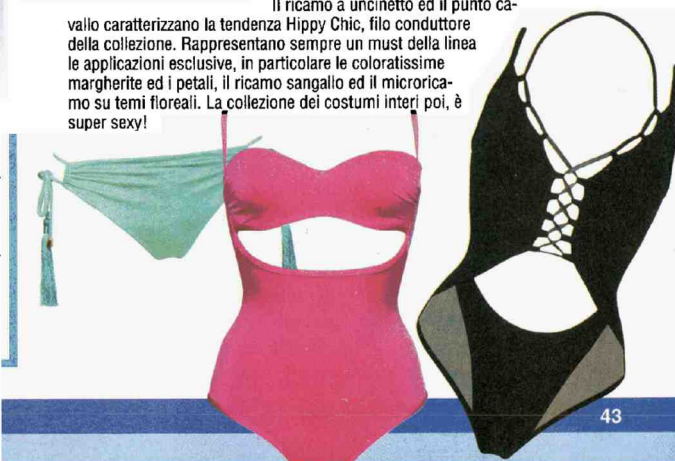 Il ricamo a uncinetto ed il punto ca-
vallo caratterizzano la tendenza Hippy Chic, filo conduttore
della collezione. Rappresentano sempre un must della linea
le applicazioni esclusive, in particolare le coloratissime
margherite ed i petali, il ricamo sangallo ed il microrica-
mo su temi floreali. La collezione dei costumi interi poi, è
super sexy!
43